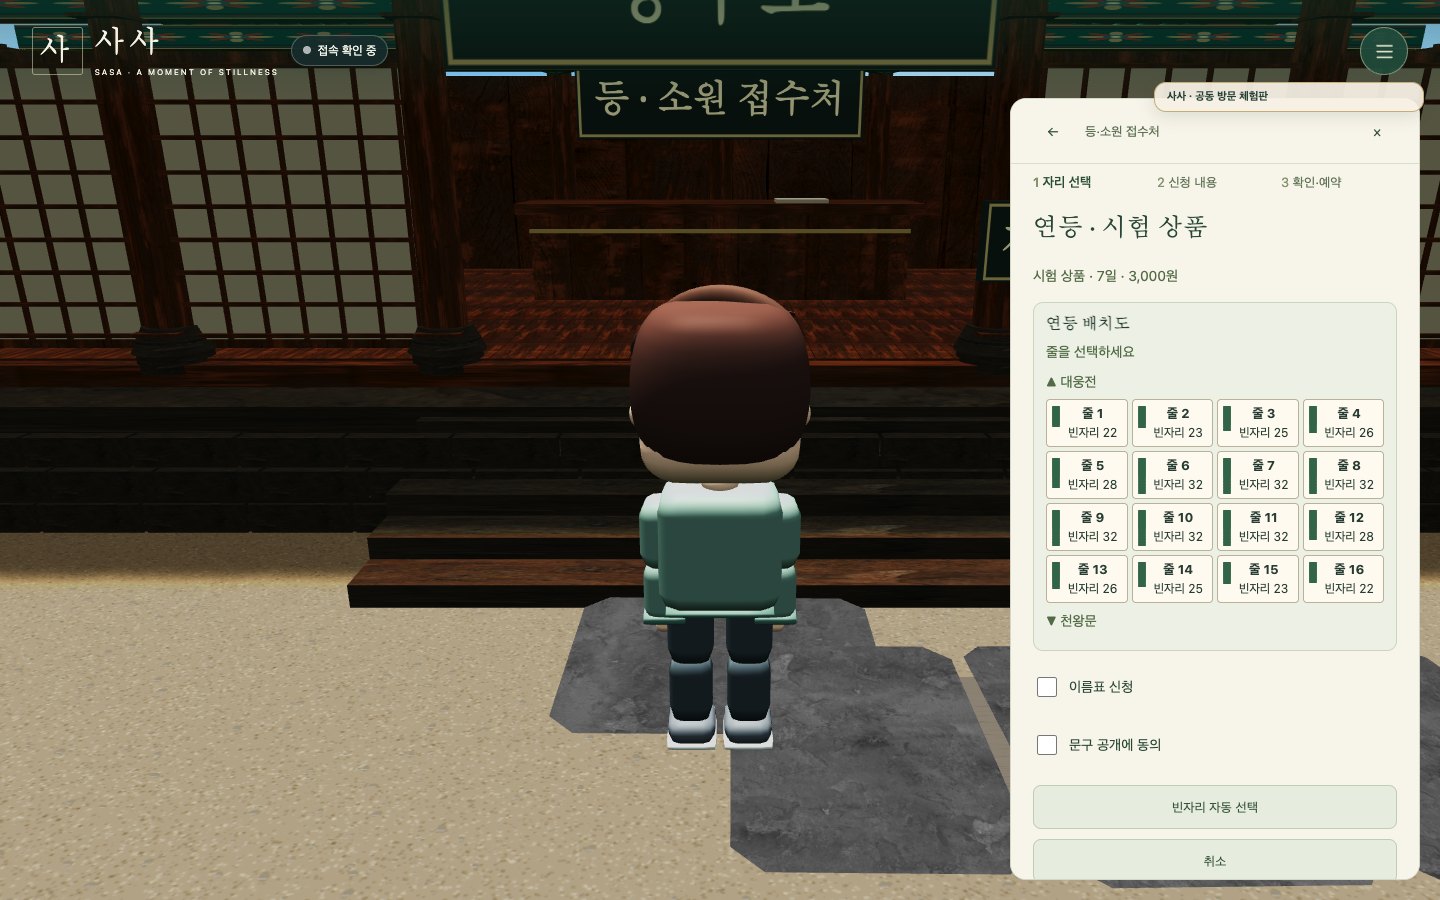 사
사사
SASA · A MOMENT OF STILLNESS
접속 확인 중
등·소원 접수처
사사 · 공동 방문 체험판
← 등·소원 접수처 ×
1 자리 선택 2 신청 내용 3 확인·예약
연등 · 시험 상품
시험 상품 · 7일 · 3,000원
연등 배치도
줄을 선택하세요
▲ 대웅전
줄 1 줄 2 줄 3 줄 4
빈자리 22 빈자리 23 빈자리 25 빈자리 26
줄 5 줄 6 줄 7 줄 8
빈자리 28 빈자리 32 빈자리 32 빈자리 32
줄 9 줄 10 줄 11 줄 12
빈자리 32 빈자리 32 빈자리 32 빈자리 28
줄 13 줄 14 줄 15 줄 16
빈자리 26 빈자리 25 빈자리 23 빈자리 22
▼ 천왕문
이름표 신청
문구 공개에 동의
빈자리 자동 선택
취소